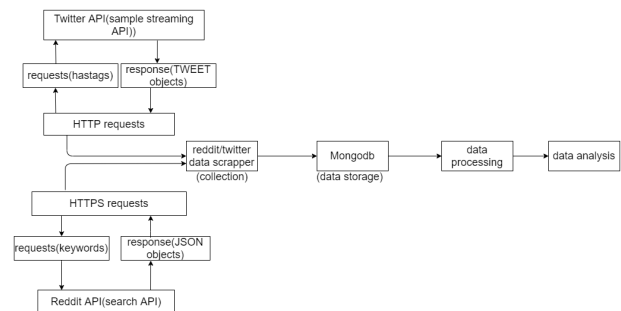 Twitter API(sample streaming
API))
requests(hastags)
response(TWEET
objects)
HTTP requests
reddit/twitter
data scrapper
(collection)
Mongodb
(data storage)
data
processing
data analysis
HTTPS requests
requests(keywords)
response(JSON
objects)
Reddit API(search API)